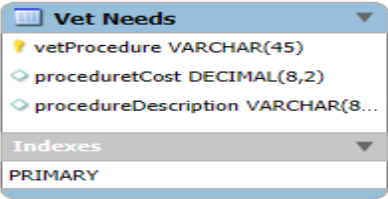 Vet Needs
vetProcedure VARCHAR(45)
proceduretCost DECIMAL(8,2)
procedureDescription VARCHAR(8...
Indexes
PRIMARY